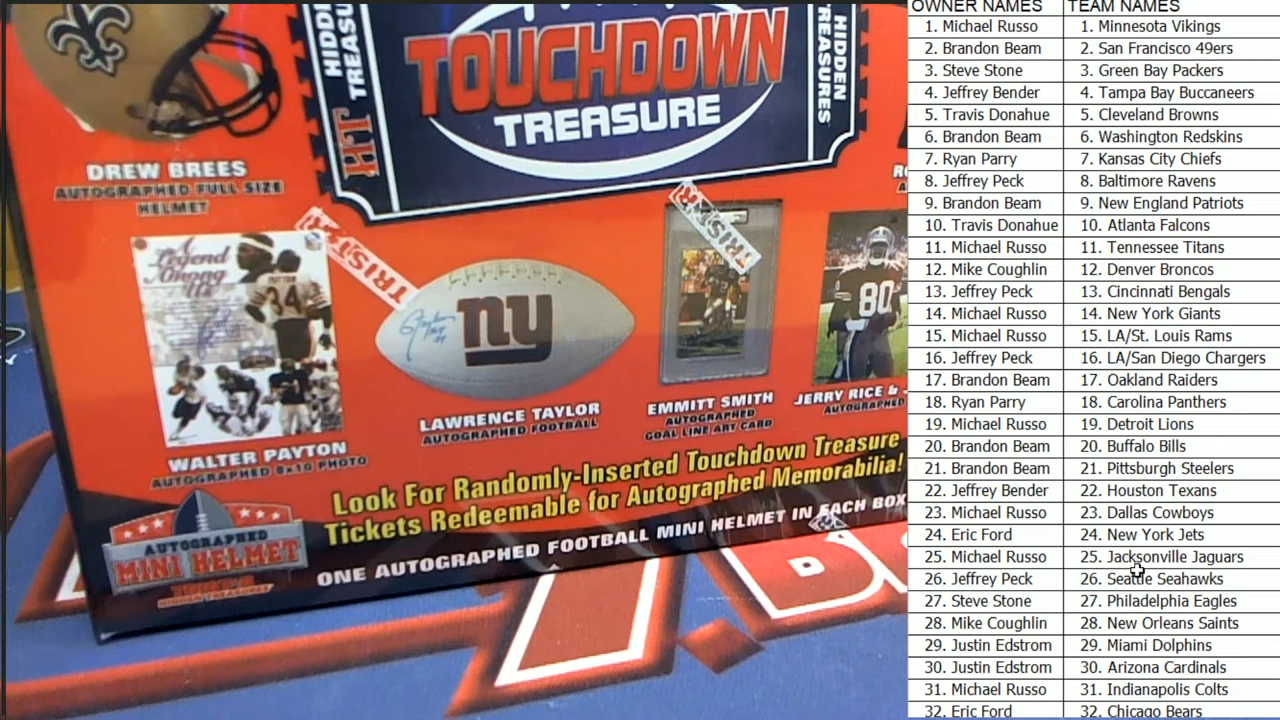 HIDDEN TREASURES
HT
TOUCHDOWN
TREASURE
HIDDEN TREASURES
DREW BREES
AUTOGRAPHED FULL SIZE
HELMET
TRISTAR
TRISTAR
A Legend Among
34
ny
80
WALTER PAYTON
AUTOGRAPHED 8x10 PHOTO
LAWRENCE TAYLOR
AUTOGRAPHED FOOTBALL
EMMITT SMITH
AUTOGRAPHED
GOAL LINE ART CARD
JERRY RICE &
AUTOGRAPHED
Look For Randomly-Inserted Touchdown Treasure
Tickets Redeemable for Autographed Memorabilia!
ONE AUTOGRAPHED FOOTBALL MINI HELMET IN EACH BOX
AUTOGRAPHED
MINI HELMET
HIDDEN TREASURES
OWNER NAMES TEAM NAMES
1. Michael Russo 1. Minnesota Vikings
2. Brandon Beam 2. San Francisco 49ers
3. Steve Stone 3. Green Bay Packers
4. Jeffrey Bender 4. Tampa Bay Buccaneers
5. Travis Donahue 5. Cleveland Browns
6. Brandon Beam 6. Washington Redskins
7. Ryan Parry 7. Kansas City Chiefs
8. Jeffrey Peck 8. Baltimore Ravens
9. Brandon Beam 9. New England Patriots
10. Travis Donahue 10. Atlanta Falcons
11. Michael Russo 11. Tennessee Titans
12. Mike Coughlin 12. Denver Broncos
13. Jeffrey Peck 13. Cincinnati Bengals
14. Michael Russo 14. New York Giants
15. Michael Russo 15. LA/St. Louis Rams
16. Jeffrey Peck 16. LA/San Diego Chargers
17. Brandon Beam 17. Oakland Raiders
18. Ryan Parry 18. Carolina Panthers
19. Michael Russo 19. Detroit Lions
20. Brandon Beam 20. Buffalo Bills
21. Brandon Beam 21. Pittsburgh Steelers
22. Jeffrey Bender 22. Houston Texans
23. Michael Russo 23. Dallas Cowboys
24. Eric Ford 24. New York Jets
25. Michael Russo 25. Jacksonville Jaguars
26. Jeffrey Peck 26. Seattle Seahawks
27. Steve Stone 27. Philadelphia Eagles
28. Mike Coughlin 28. New Orleans Saints
29. Justin Edstrom 29. Miami Dolphins
30. Justin Edstrom 30. Arizona Cardinals
31. Michael Russo 31. Indianapolis Colts
32. Eric Ford 32. Chicago Bears